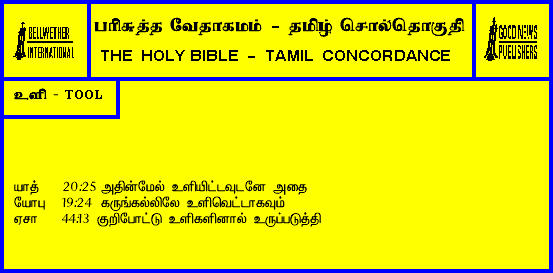 BELLWETHER
INTERNATIONAL
பரிசுத்த வேதாகமம் - தமிழ் சொல்தொகுதி
THE HOLY BIBLE - TAMIL CONCORDANCE
GOOD NEWS
PUBLISHERS
உளி - TOOL
யாத் 20:25 அதின்மேல் உளியிட்டவுடனே அதை
யோபு 19:24 கருங்கல்லிலே உளிவெட்டாகவும்
ஏசா 44:13 குறிபோட்டு உளிகளினால் உருப்படுத்தி